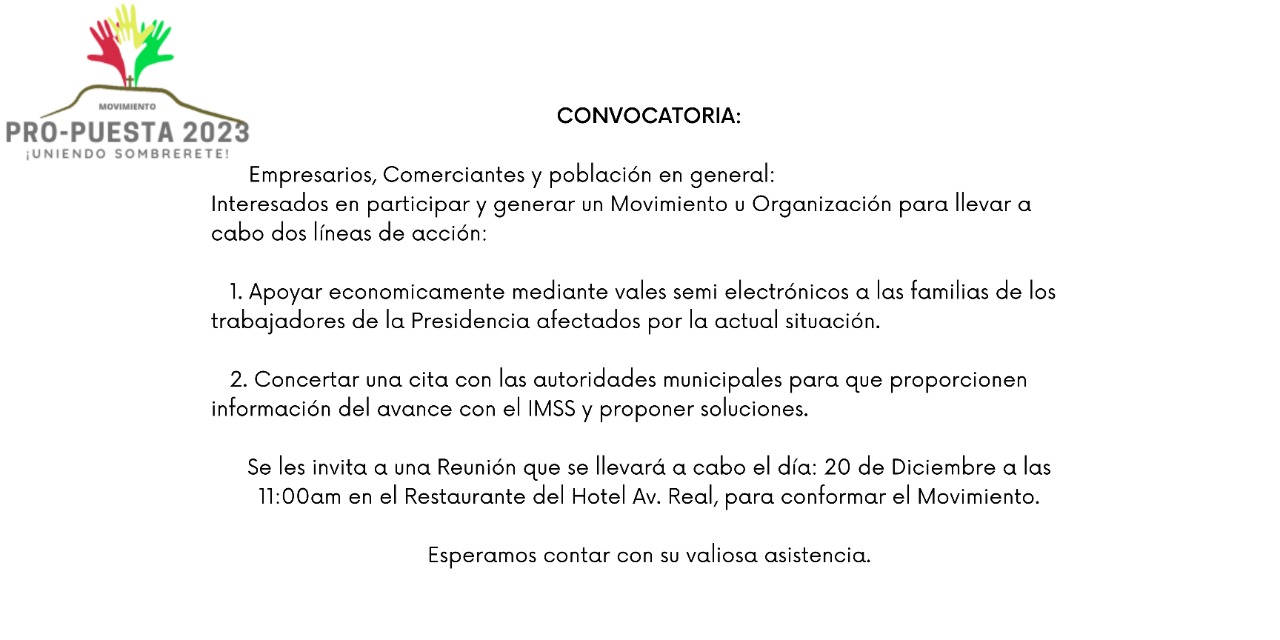 MOVIMIENTO
PRO-PUESTA 2023
¡UNIENDO SOMBRERETE!
CONVOCATORIA:
Empresarios, Comerciantes y población en general:
Interesados en participar y generar un Movimiento u Organización para llevar a
cabo dos líneas de acción:
1. Apoyar economicamente mediante vales semi electrónicos a las familias de los
trabajadores de la Presidencia afectados por la actual situación.
2. Concertar una cita con las autoridades municipales para que proporcionen
información del avance con el IMSS y proponer soluciones.
Se les invita a una Reunión que se llevará a cabo el día: 20 de Diciembre a las
11:00am en el Restaurante del Hotel Av. Real, para conformar el Movimiento.
Esperamos contar con su valiosa asistencia.